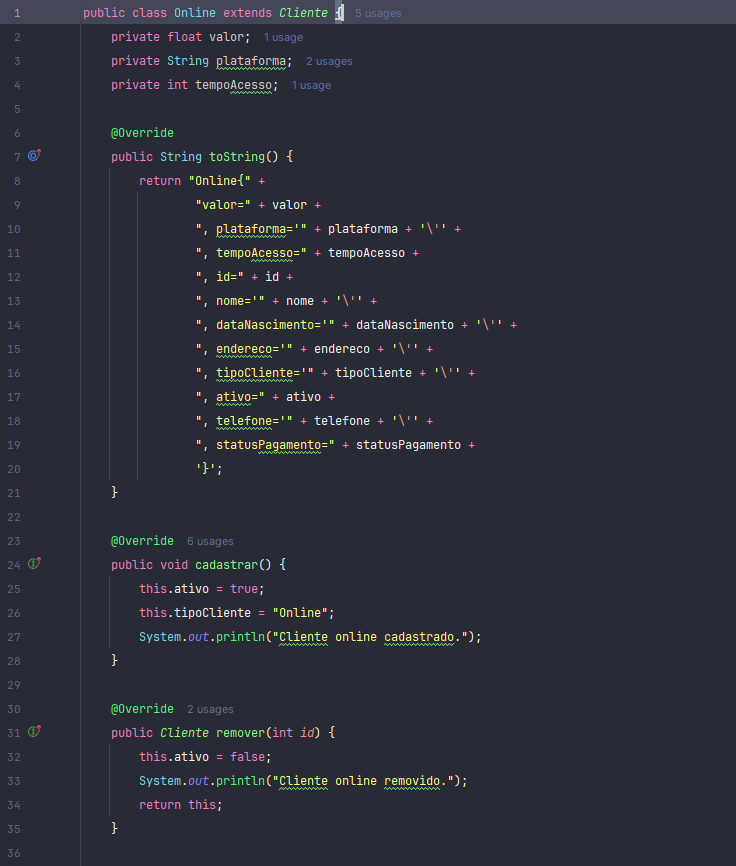 1 public class Online extends Cliente { 5 usages
2 private float valor; 1 usage
3 private String plataforma; 2 usages
4 private int tempoAcesso; 1 usage
5
6 @Override
7 public String toString() {
8 return "Online{" +
9 "valor=" + valor +
10 ", plataforma='" + plataforma + '\'' +
11 ", tempoAcesso=" + tempoAcesso +
12 ", id=" + id +
13 ", nome='" + nome + '\'' +
14 ", dataNascimento='" + dataNascimento + '\'' +
15 ", endereco='" + endereco + '\'' +
16 ", tipoCliente='" + tipoCliente + '\'' +
17 ", ativo=" + ativo +
18 ", telefone='" + telefone + '\'' +
19 ", statusPagamento=" + statusPagamento +
20 '}';
21 }
22
23 @Override 6 usages
24 public void cadastrar() {
25 this.ativo = true;
26 this.tipoCliente = "Online";
27 System.out.println("Cliente online cadastrado.");
28 }
29
30 @Override 2 usages
31 public Cliente remover(int id) {
32 this.ativo = false;
33 System.out.println("Cliente online removido.");
34 return this;
35 }
36